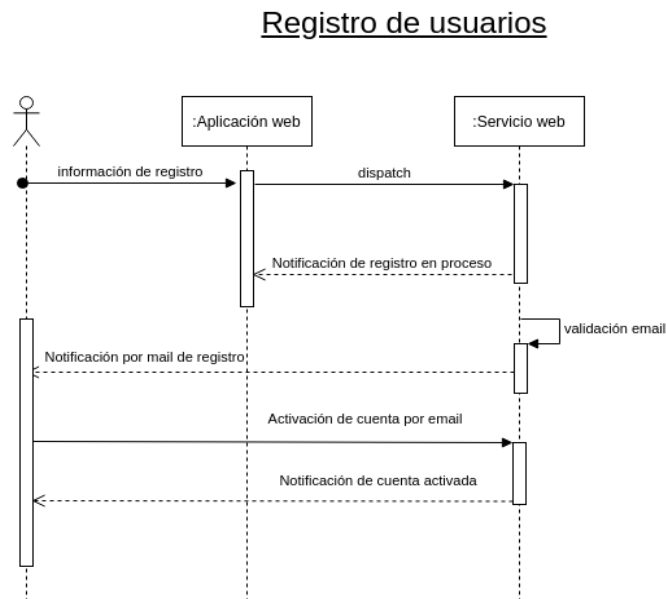 Registro de usuarios
:Aplicación web
:Servicio web
información de registro
dispatch
Notificación de registro en proceso
validación email
Notificación por mail de registro
Activación de cuenta por email
Notificación de cuenta activada